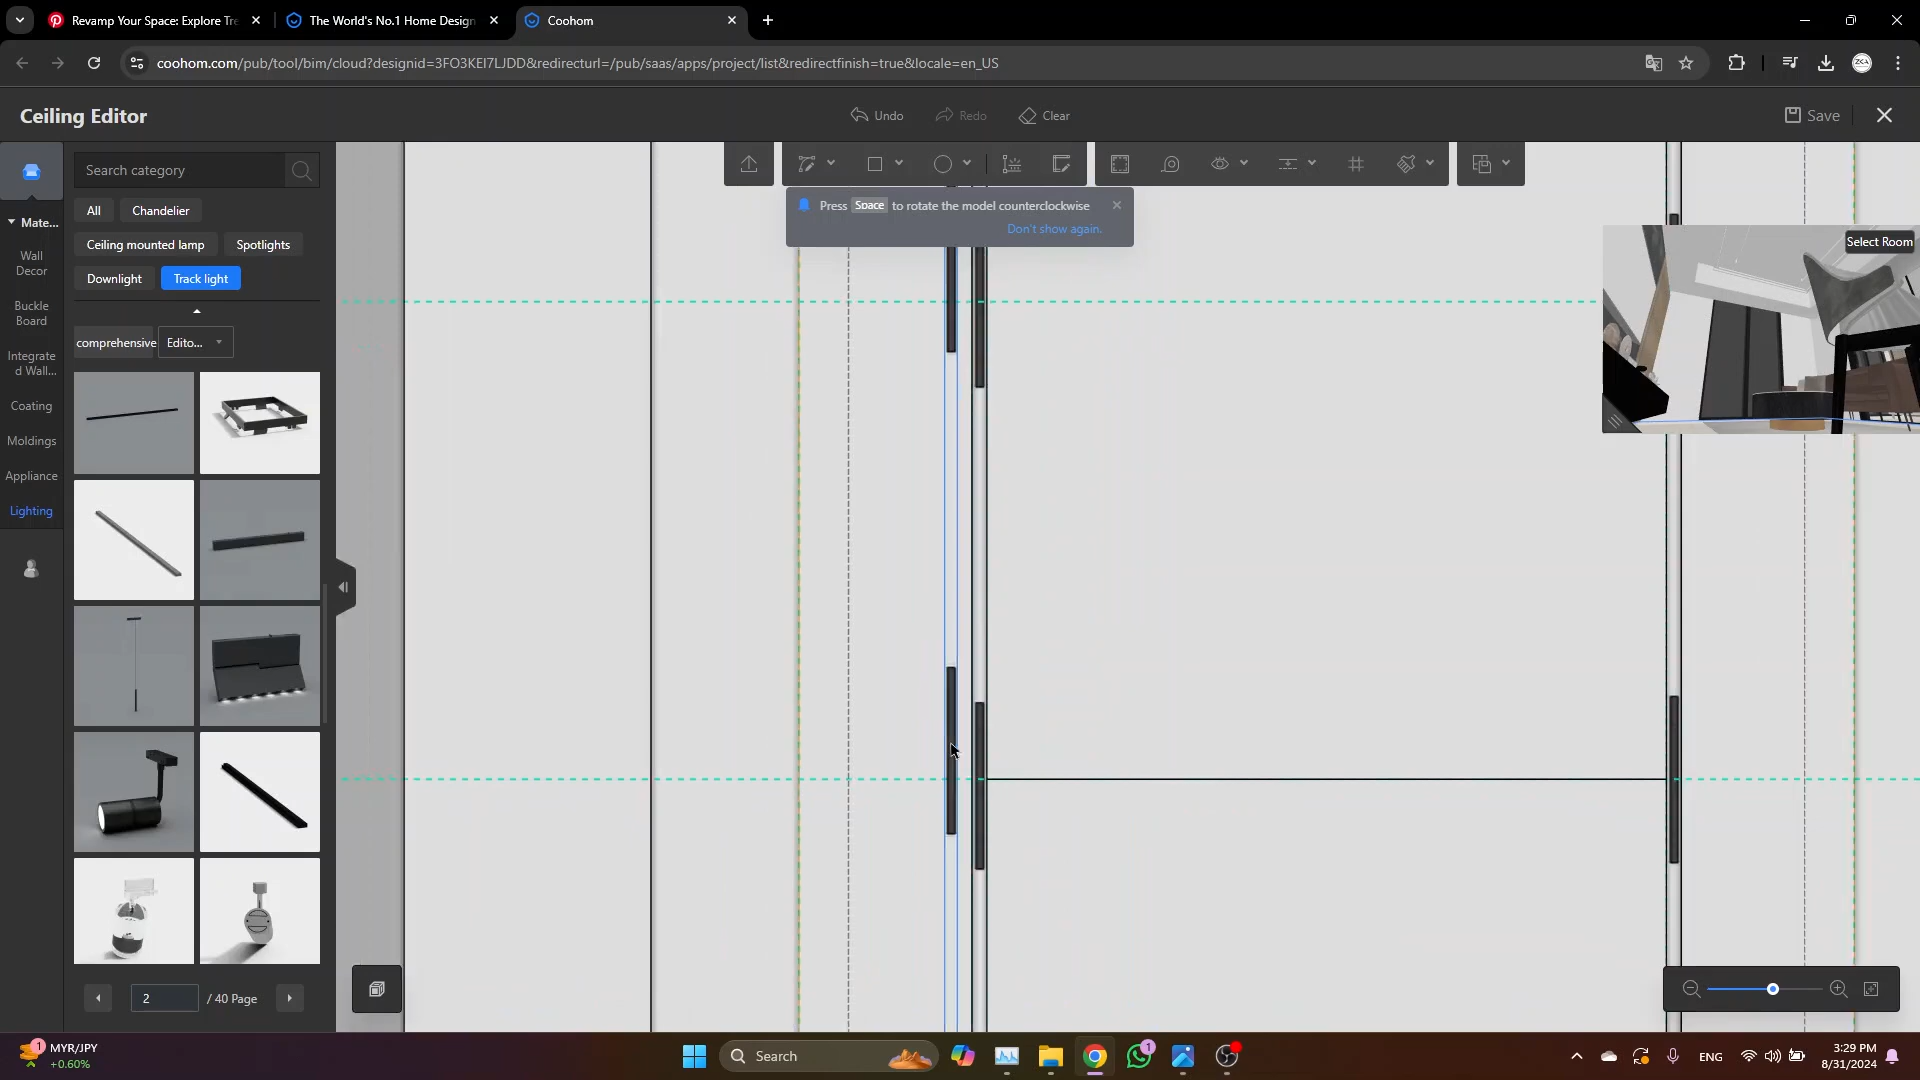 Revamp Your Space: Explore Tre
The World's No.1 Home Design
Coohom
coohom.com/pub/tool/bim/cloud?designid=3FO3KEI7LJDD&redirecturl=/pub/saas/apps/project/list&redirectfinish=true&locale=en_US
Ceiling Editor
Undo
Redo
Clear
Save
Search category
All
Chandelier
Ceiling mounted lamp
Spotlights
Downlight
Track light
Mate...
Wall
Decor
Buckle
Board
Integrate
d Wall...
Coating
Moldings
Appliance
Lighting
comprehensive
Edito...
Press Space to rotate the model counterclockwise
Don't show again.
Select Room
2 / 40 Page
1
MYR/JPY
+0.60%
Search
1
ENG
3:29 PM
8/31/2024